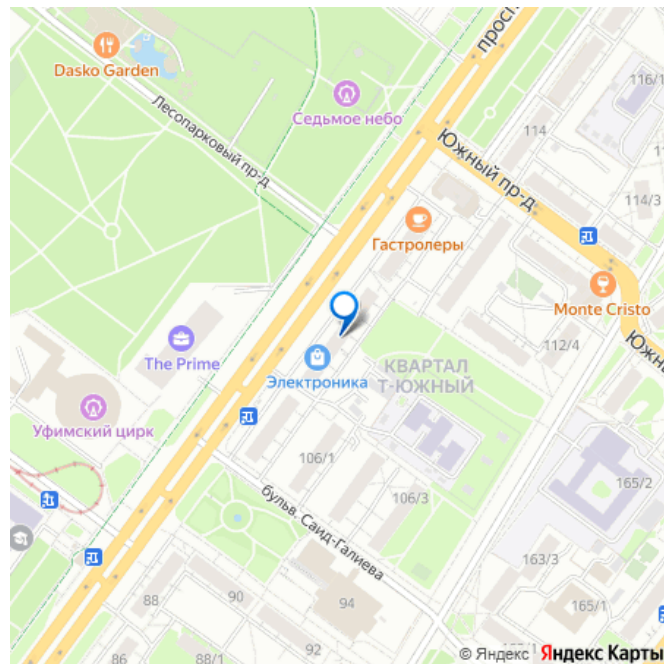 Dasko Garden
просп
116/1
Седьмое небо
Лесопарковый пр-д
114
Южный пр-д
114/3
Гастролеры
Monte Cristo
The Prime
Электроника
112/4
Южны
КВАРТАЛ
Т-ЮЖНЫЙ
Уфимский цирк
106/1
106/3
165/2
бульв. Саид-Галиева
163/3
88
90
94
165/1
86
88/1
92
© Яндекс Яндекс Карты